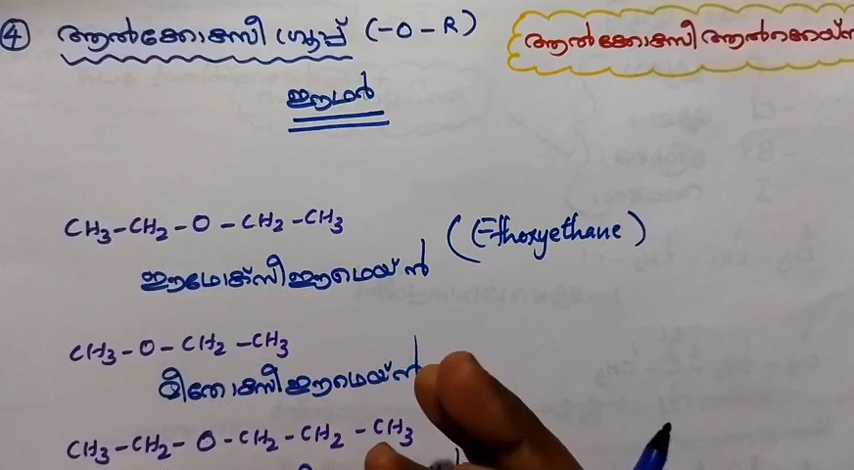 ④ ആൽക്കോക്സി ഗ്രൂപ്പ് (-O-R)
ആൽക്കോക്സി ആൽക്കെയ്ൻ
ഈഥർ
CH₃-CH₂-O-CH₂-CH₃
(Ethoxyethane)
ഈഥോക്സീഈഥെയ്ൻ
CH₃-O-CH₂-CH₃
മീതോക്സീഈഥെയ്ൻ
CH₃-CH₂-O-CH₂-CH₂-CH₃